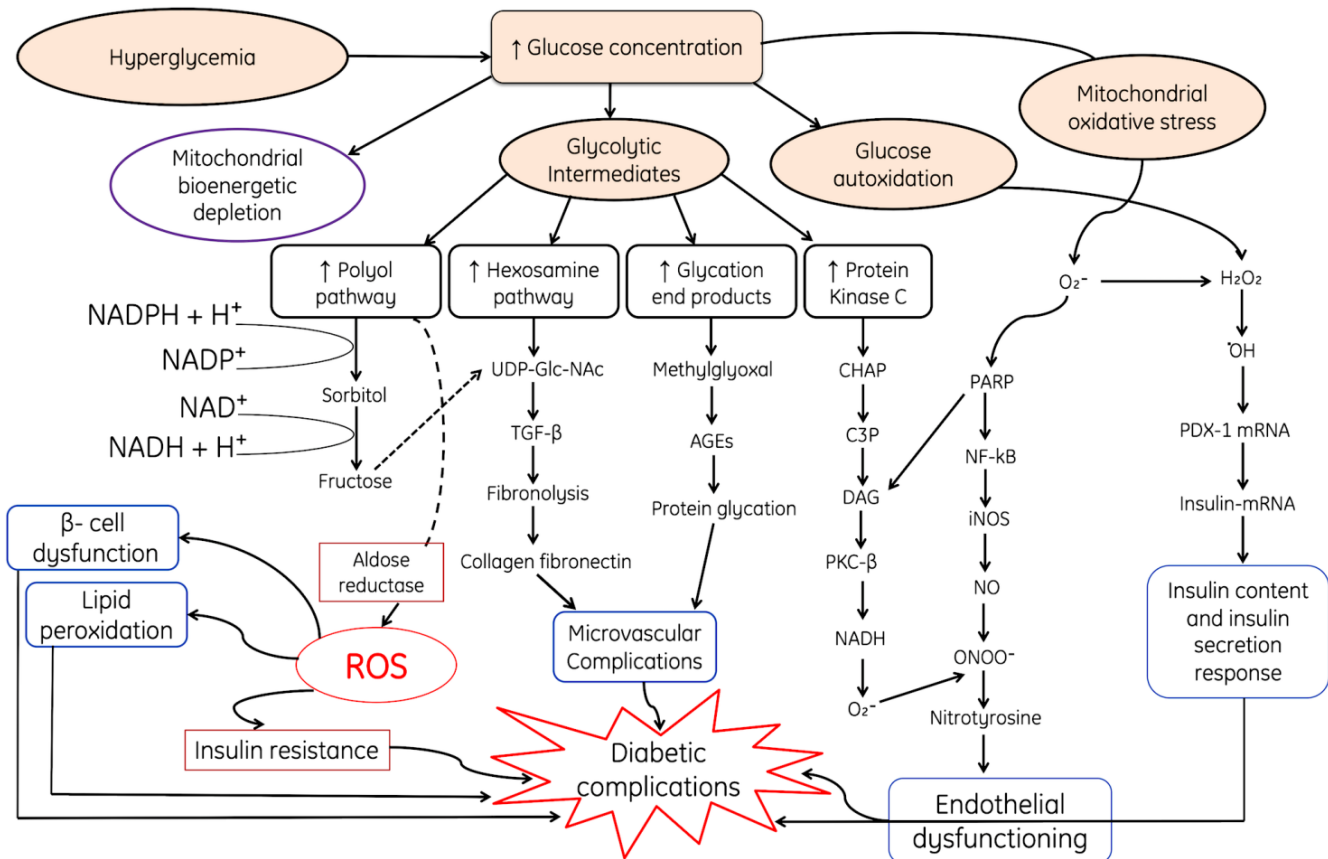 Hyperglycemia
↑ Glucose concentration
Mitochondrial
oxidative stress
Mitochondrial
bioenergetic
depletion
Glycolytic
Intermediates
Glucose
autoxidation
↑ Polyol
pathway
↑ Hexosamine
pathway
↑ Glycation
end products
↑ Protein
Kinase C
O₂⁻
H₂O₂
NADPH + H⁺
NADP⁺
NAD⁺
NADH + H⁺
Sorbitol
Fructose
UDP-Glc-NAc
TGF-β
Fibronolysis
Collagen fibronectin
Methylglyoxal
AGEs
Protein glycation
CHAP
C3P
DAG
PKC-β
NADH
O₂⁻
PARP
NF-kB
iNOS
NO
ONOO⁻
Nitrotyrosine
•OH
PDX-1 mRNA
Insulin-mRNA
Insulin content
and insulin
secretion
response
β- cell
dysfunction
Lipid
peroxidation
Aldose
reductase
ROS
Insulin resistance
Microvascular
Complications
Diabetic
complications
Endothelial
dysfunctioning